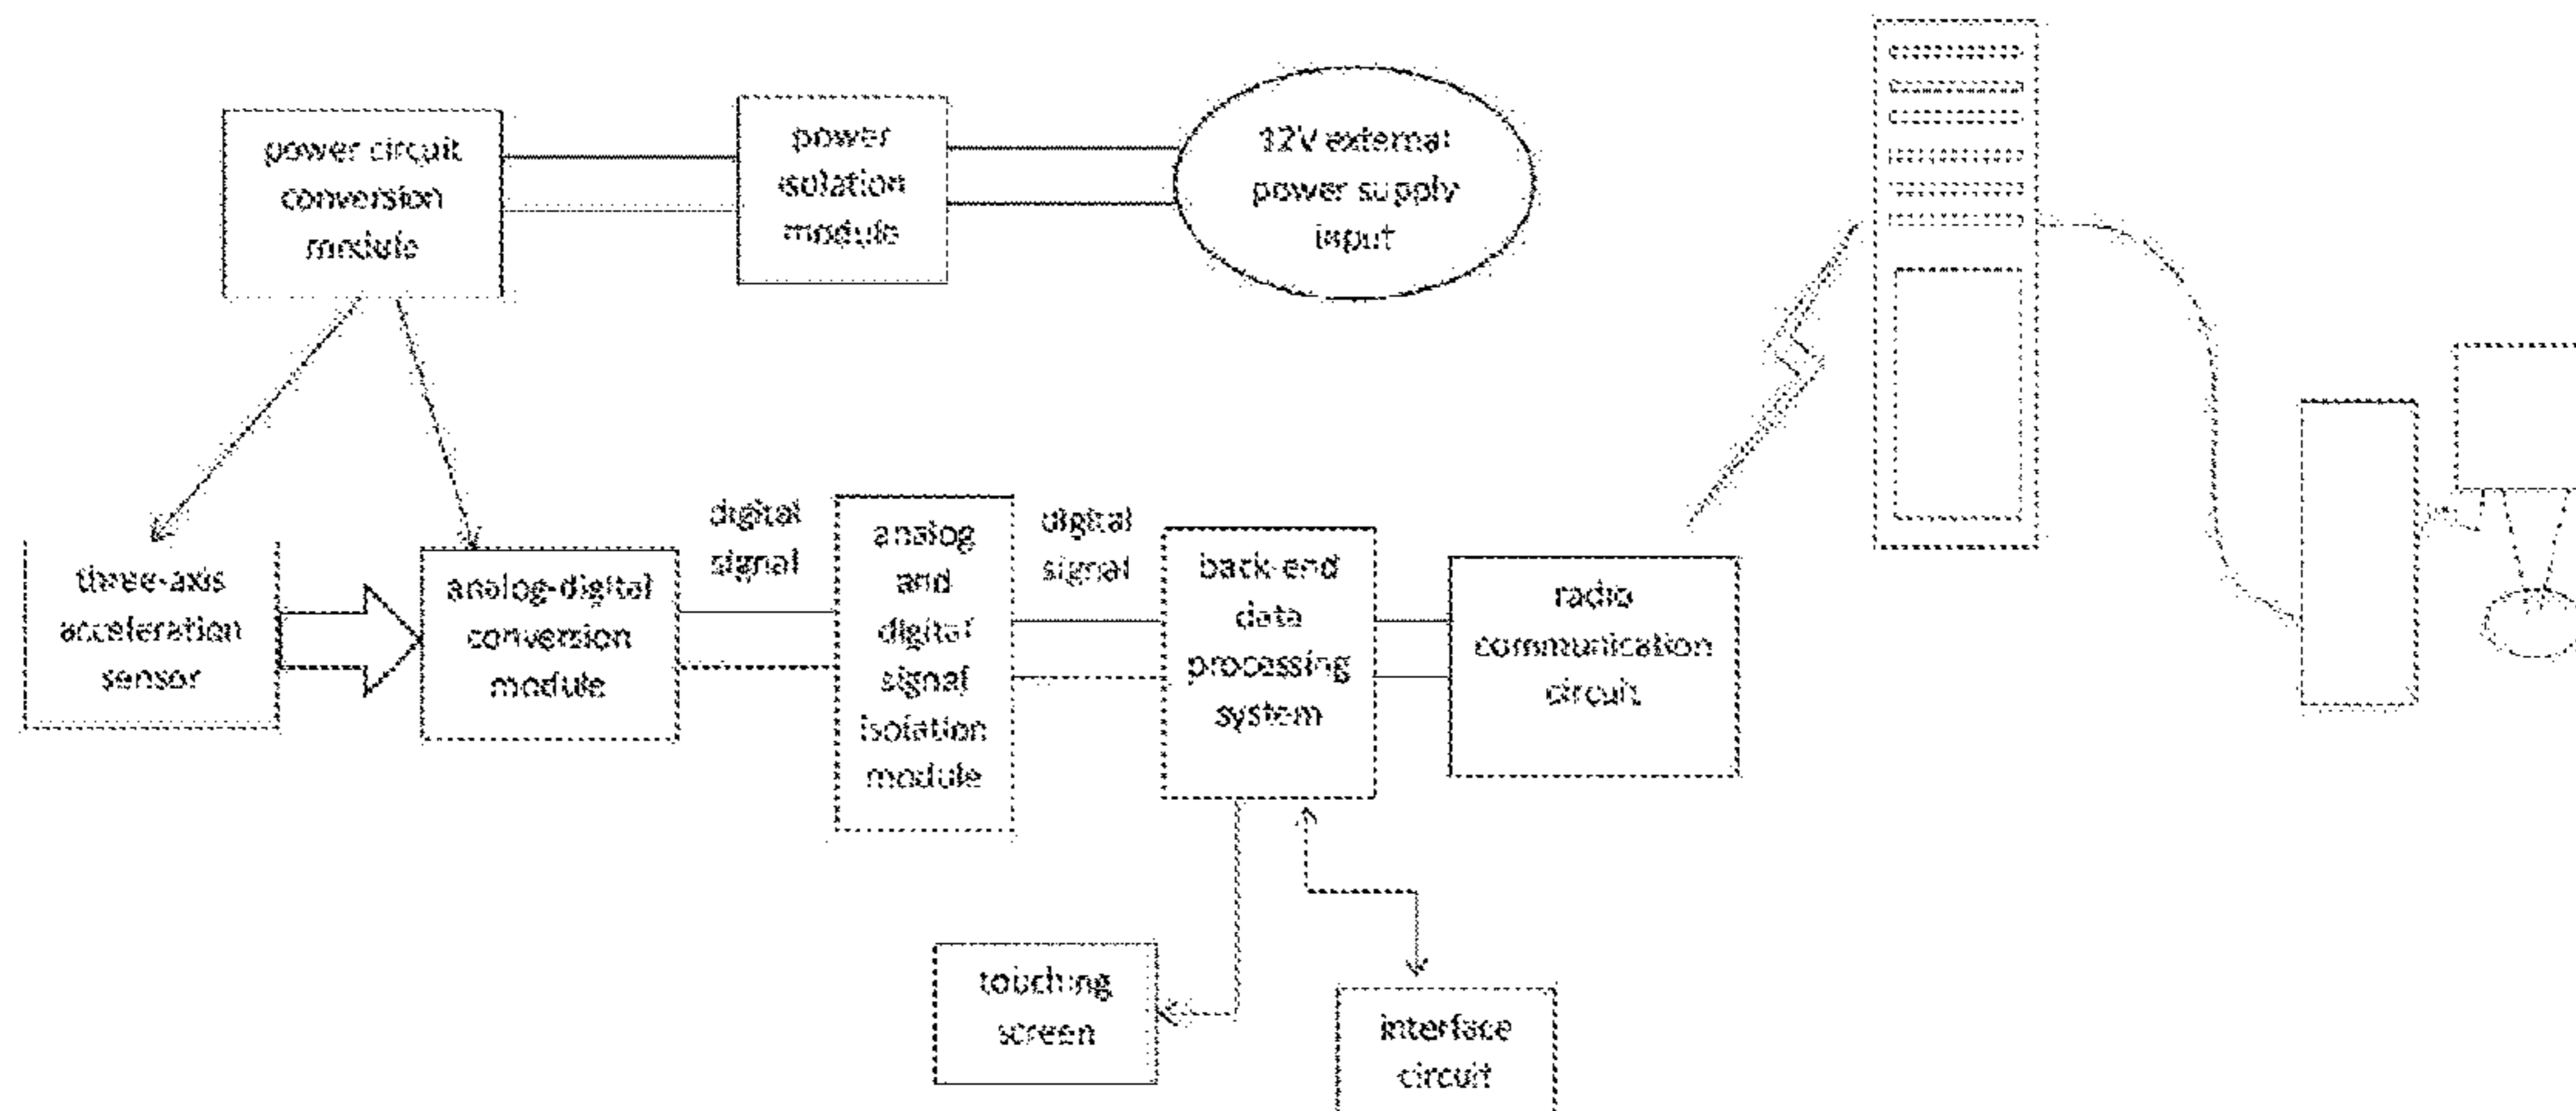 power circuit
conversion
module
power
isolation
module
12V external
power supply
input
three-axis
acceleration
sensor
analog-digital
conversion
module
digital
signal
analog
and
digital
signal
isolation
module
digital
signal
back-end
data
processing
system
radio
communication
circuit
touching
screen
interface
circuit